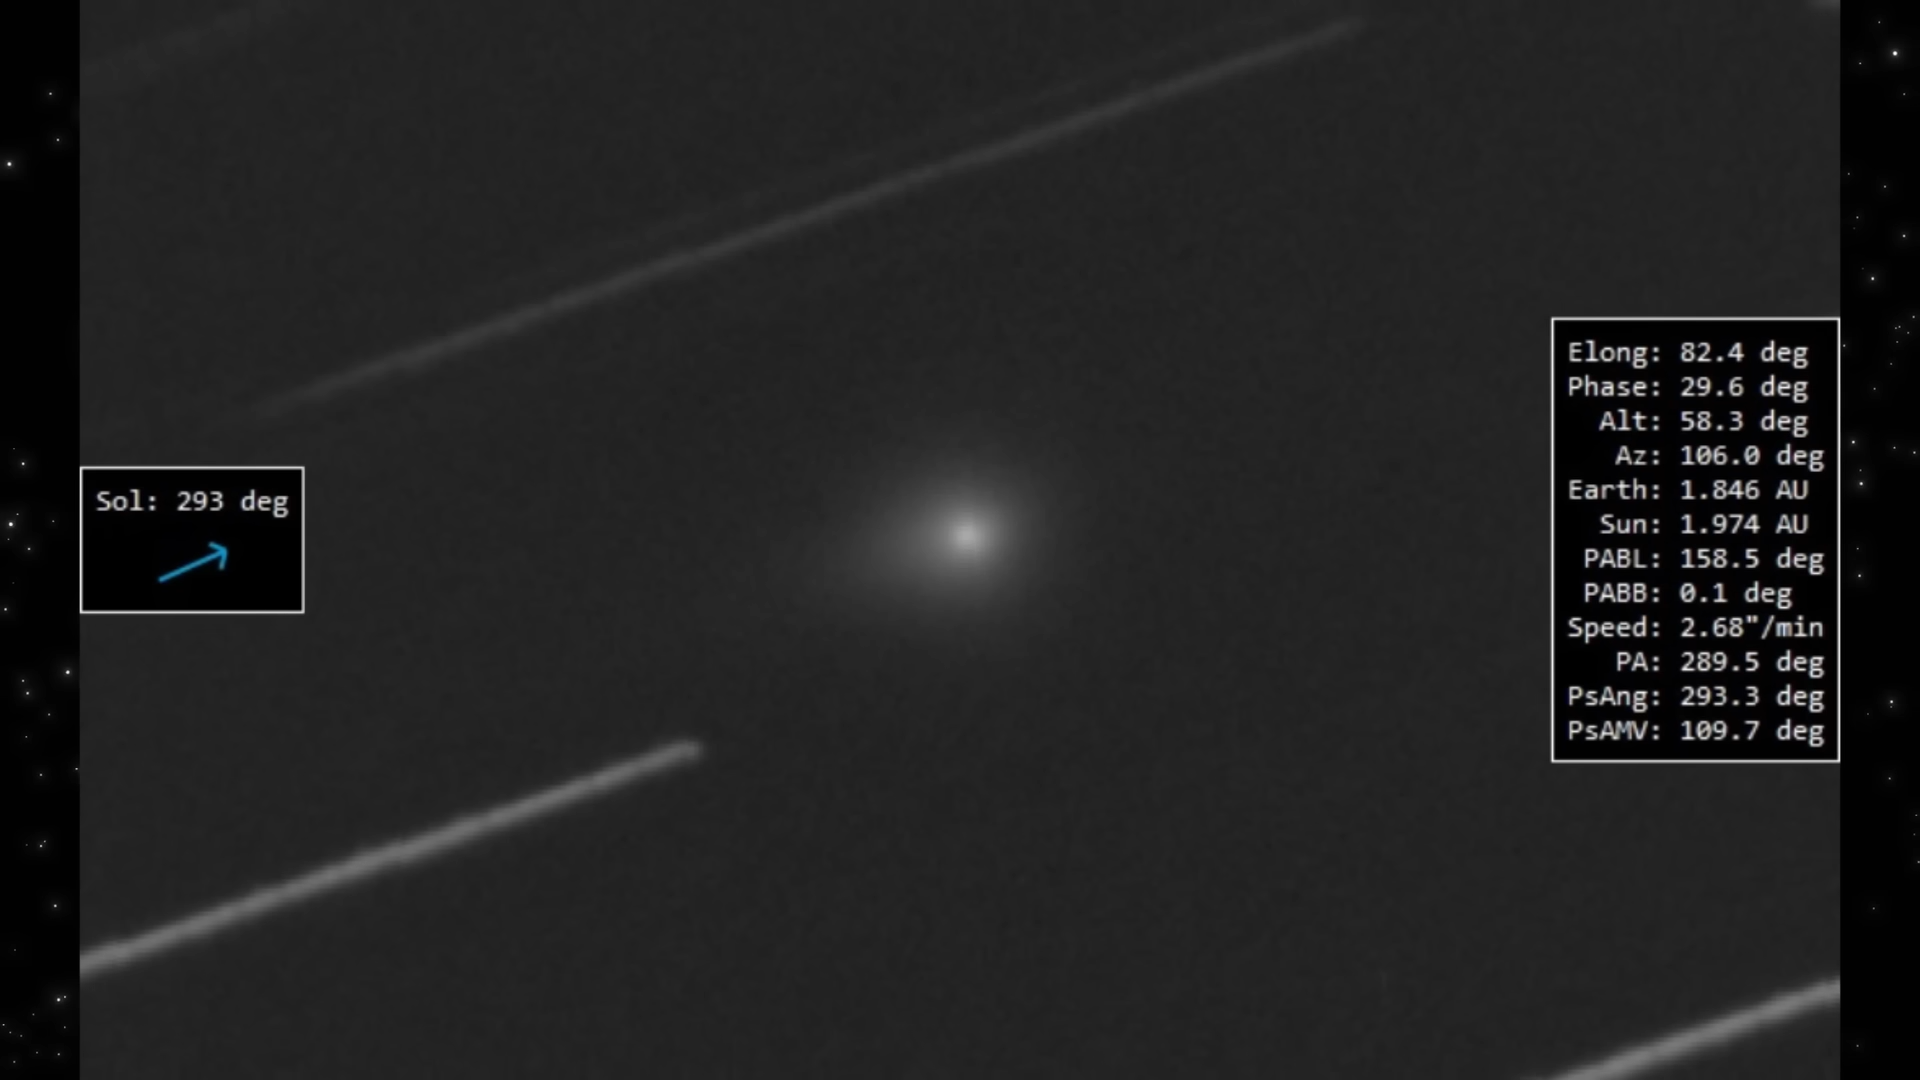 Sol: 293 deg
Elong: 82.4 deg
Phase: 29.6 deg
Alt: 58.3 deg
Az: 106.0 deg
Earth: 1.846 AU
Sun: 1.974 AU
PABL: 158.5 deg
PABB: 0.1 deg
Speed: 2.68"/min
PA: 289.5 deg
PsAng: 293.3 deg
PsAMV: 109.7 deg